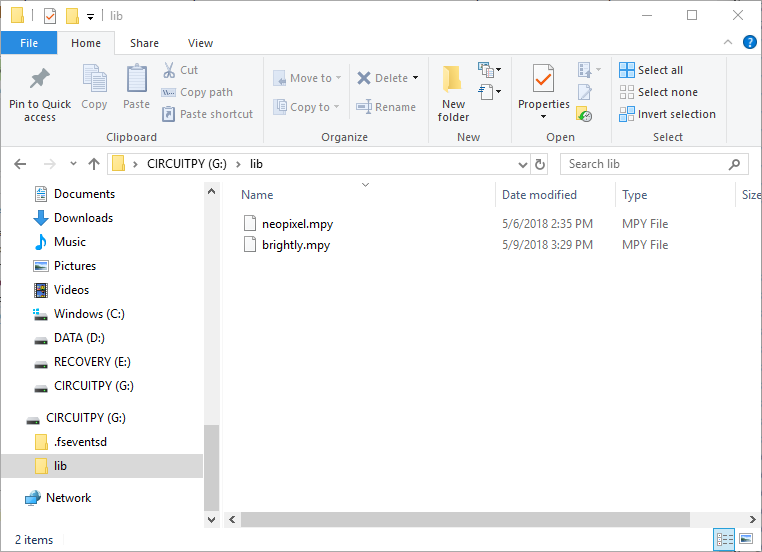 lib
File Home Share View
Pin to Quick access
Copy
Paste
Cut
Copy path
Paste shortcut
Clipboard
Move to
Copy to
Delete
Rename
Organize
New folder
New
Properties
Open
Select all
Select none
Invert selection
Select
CIRCUITPY (G:) lib
Search lib
Documents
Downloads
Music
Pictures
Videos
Windows (C:)
DATA (D:)
RECOVERY (E:)
CIRCUITPY (G:)
CIRCUITPY (G:)
.fseventsd
lib
Network
Name Date modified Type Size
neopixel.mpy 5/6/2018 2:35 PM MPY File
brightly.mpy 5/9/2018 3:29 PM MPY File
2 items